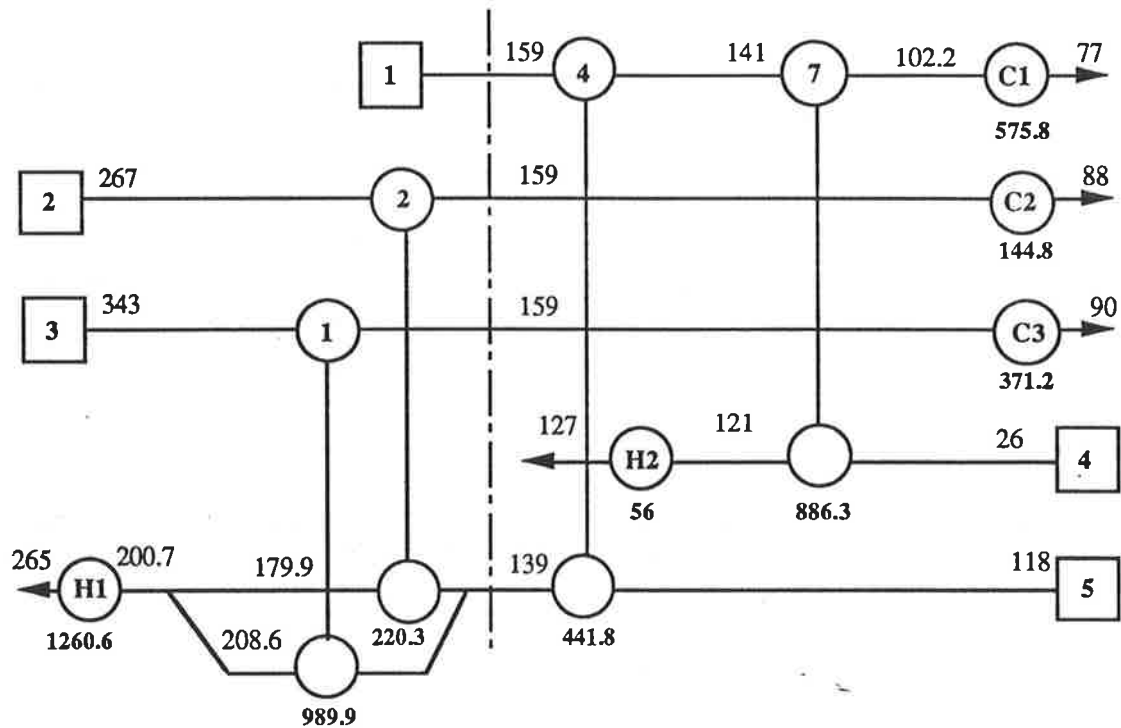 1 159 4 141 7 102.2 C1 77
575.8
2 267 2 159 C2 88
144.8
3 343 1 159 C3 90
371.2
127 H2 121 26 4
56 886.3
265 H1 200.7 179.9 139 118 5
1260.6 208.6 220.3 441.8
989.9